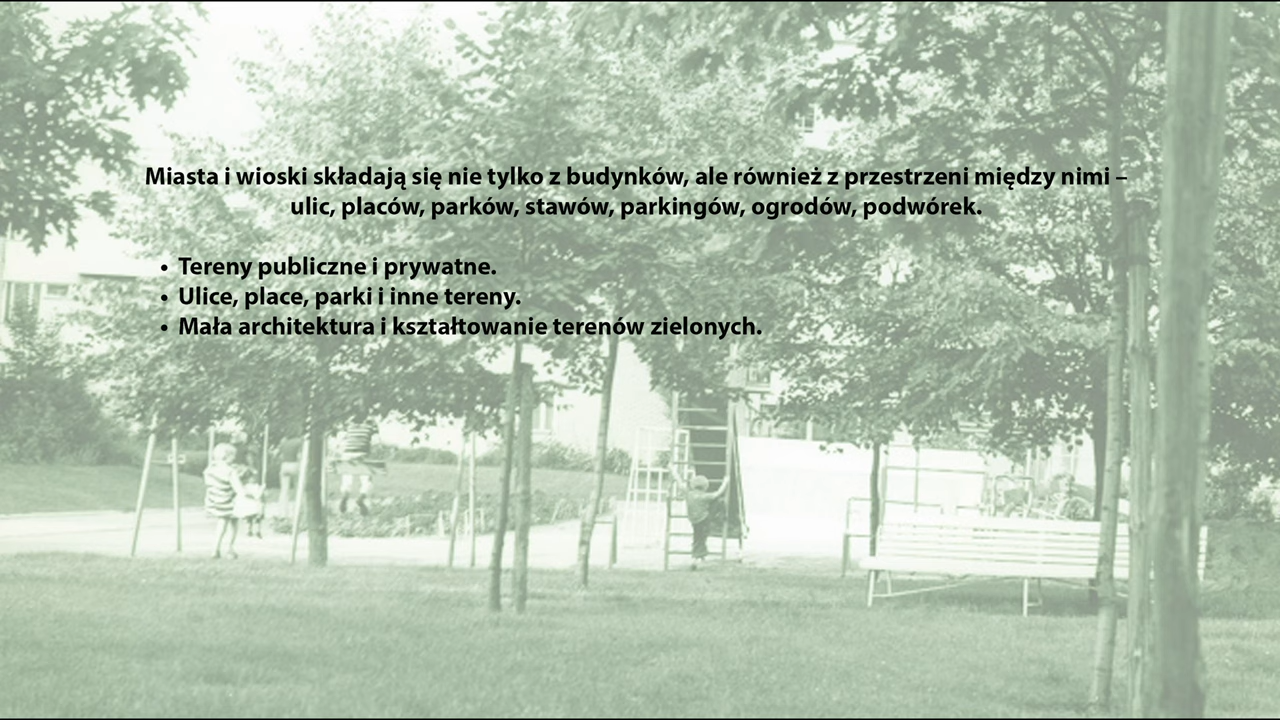 Miasta i wioski składają się nie tylko z budynków, ale również z przestrzeni między nimi –
ulic, placów, parków, stawów, parkingów, ogrodów, podwórek.
• Tereny publiczne i prywatne.
• Ulice, place, parki i inne tereny.
• Mała architektura i kształtowanie terenów zielonych.